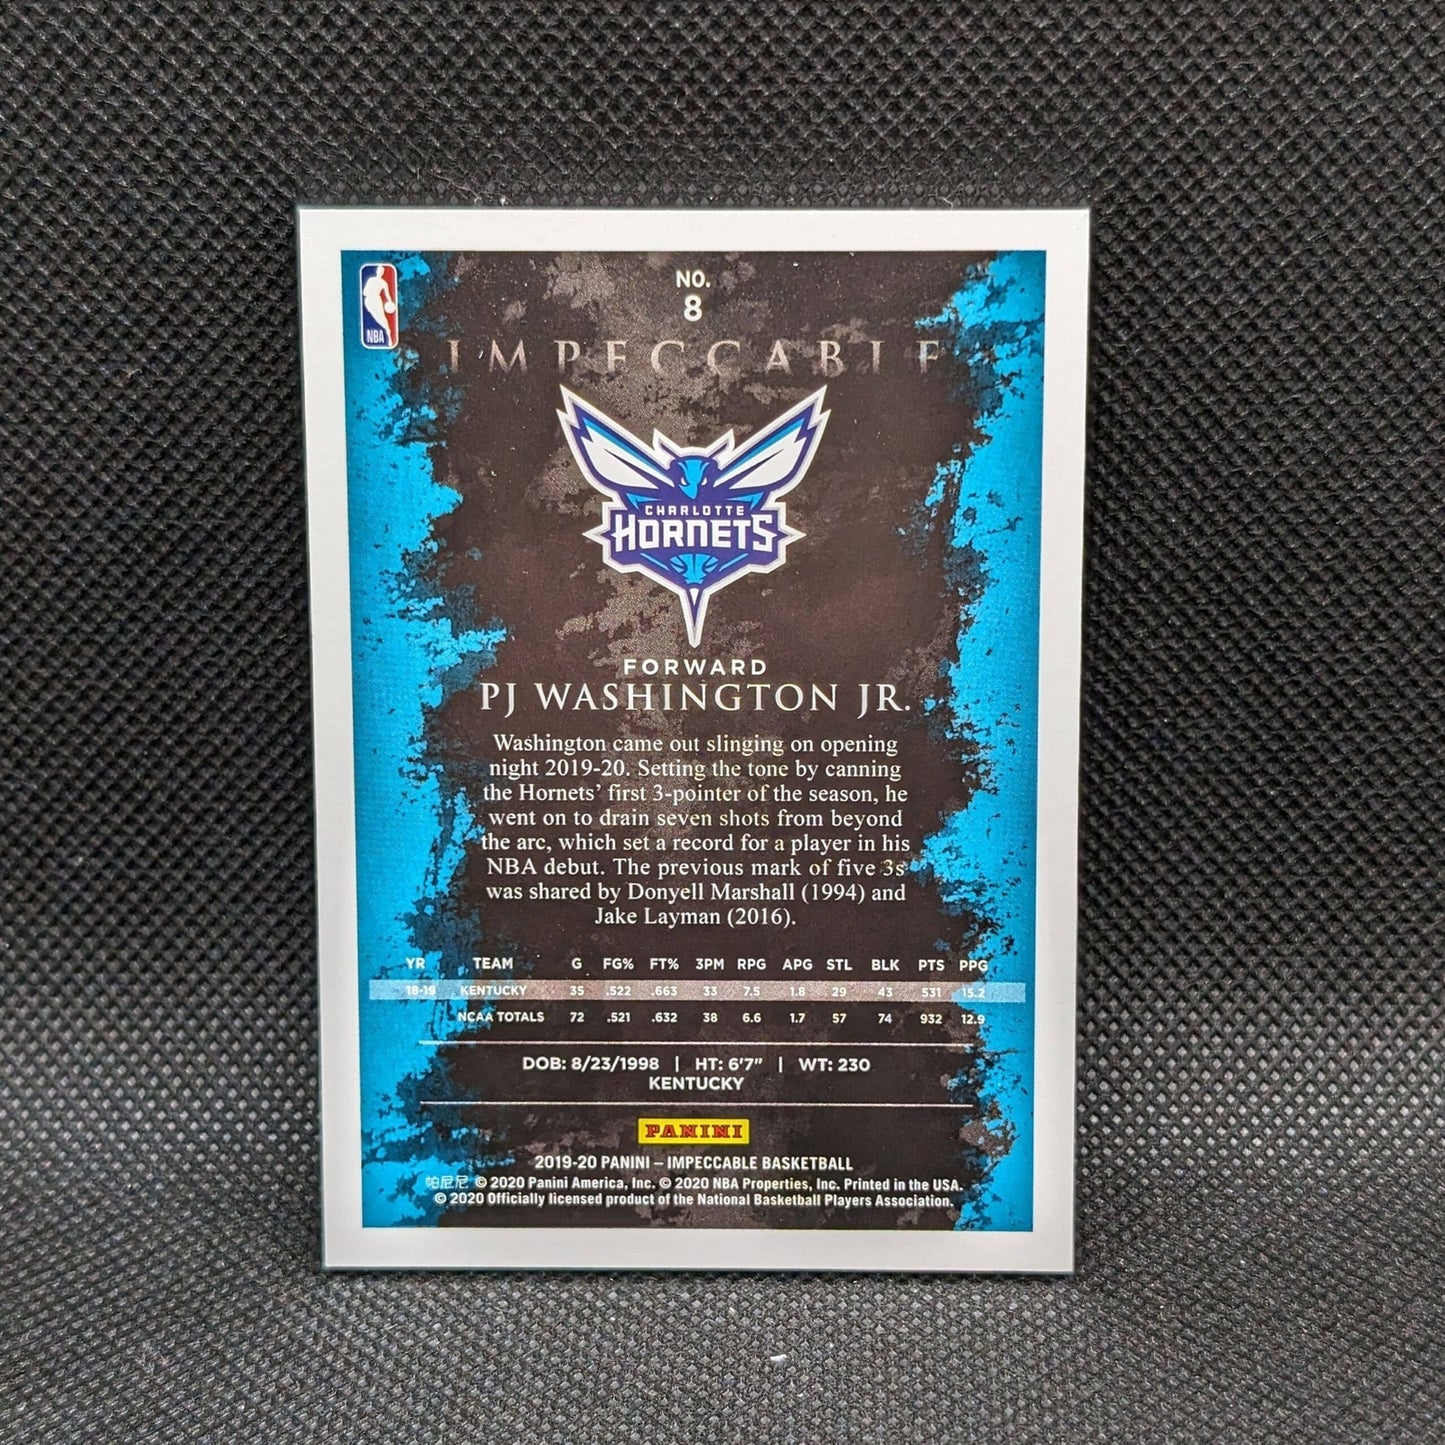 NO.
8
NBA
IMPECCABLE
CHARLOTTE
HORNETS
FORWARD
PJ WASHINGTON JR.
Washington came out slinging on opening
night 2019-20. Setting the tone by canning
the Hornets' first 3-pointer of the season, he
went on to drain seven shots from beyond
the arc, which set a record for a player in his
NBA debut. The previous mark of five 3s
was shared by Donyell Marshall (1994) and
Jake Layman (2016).
YR TEAM G FG% FT% 3PM RPG APG STL BLK PTS PPG
18-19 KENTUCKY 35 .522 .663 33 7.5 1.8 29 43 531 15.2
NCAA TOTALS 72 .521 .632 38 6.6 1.7 57 74 932 12.9
DOB: 8/23/1998 | HT: 6'7" | WT: 230
KENTUCKY
PANINI
2019-20 PANINI – IMPECCABLE BASKETBALL
帕尼尼 © 2020 Panini America, Inc. © 2020 NBA Properties, Inc. Printed in the USA.
© 2020 Officially licensed product of the National Basketball Players Association.